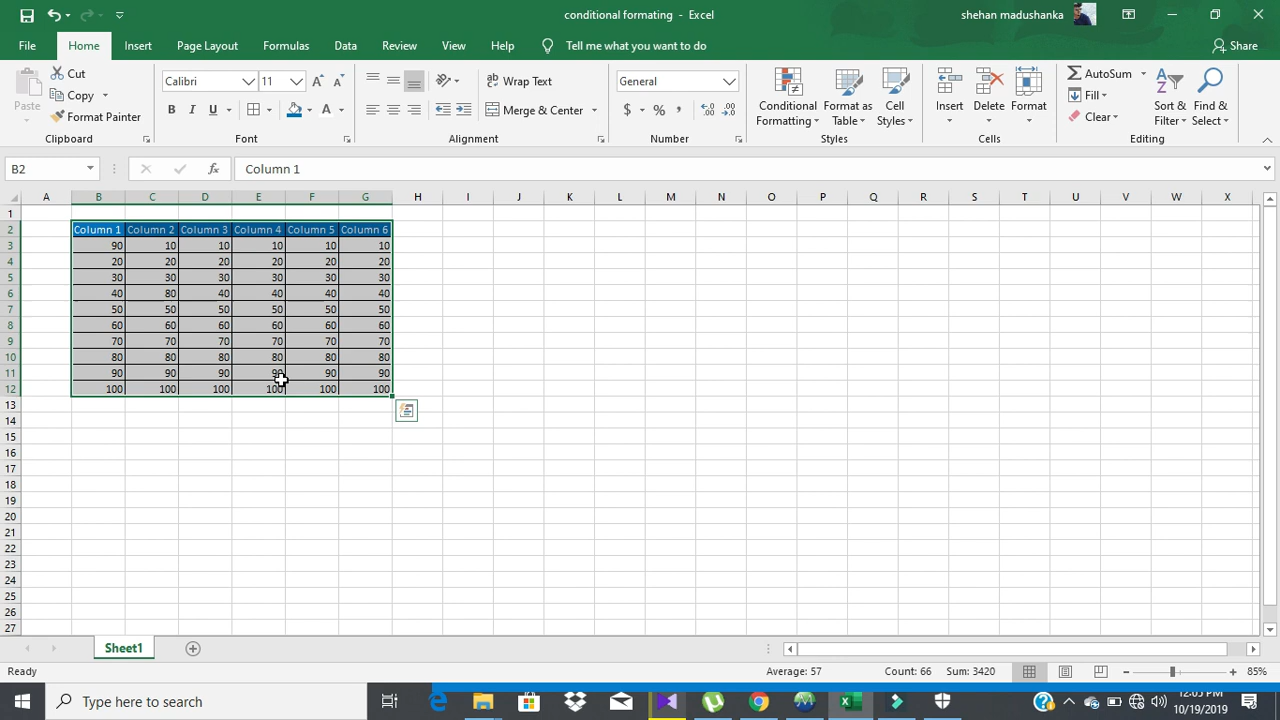 conditional formating - Excel
shehan madushanka
File Home Insert Page Layout Formulas Data Review View Help Tell me what you want to do Share
Paste
Cut
Copy
Format Painter
Clipboard
Calibri 11
B I U A
Font
Wrap Text
Merge & Center
Alignment
General
$ % ,
Number
Conditional Formatting
Format as Table
Cell Styles
Styles
Insert Delete Format
Cells
AutoSum
Fill
Clear
Sort & Filter
Find & Select
Editing
B2 fx Column 1
A B C D E F G H I J K L M N O P Q R S T U V W X
1
2 Column 1 Column 2 Column 3 Column 4 Column 5 Column 6
3 90 10 10 10 10 10
4 20 20 20 20 20 20
5 30 30 30 30 30 30
6 40 80 40 40 40 40
7 50 50 50 50 50 50
8 60 60 60 60 60 60
9 70 70 70 70 70 70
10 80 80 80 80 80 80
11 90 90 90 90 90 90
12 100 100 100 100 100 100
13
14
15
16
17
18
19
20
21
22
23
24
25
26
27
Sheet1
Ready Average: 57 Count: 66 Sum: 3420 85%
Type here to search
12:05 PM
10/19/2019